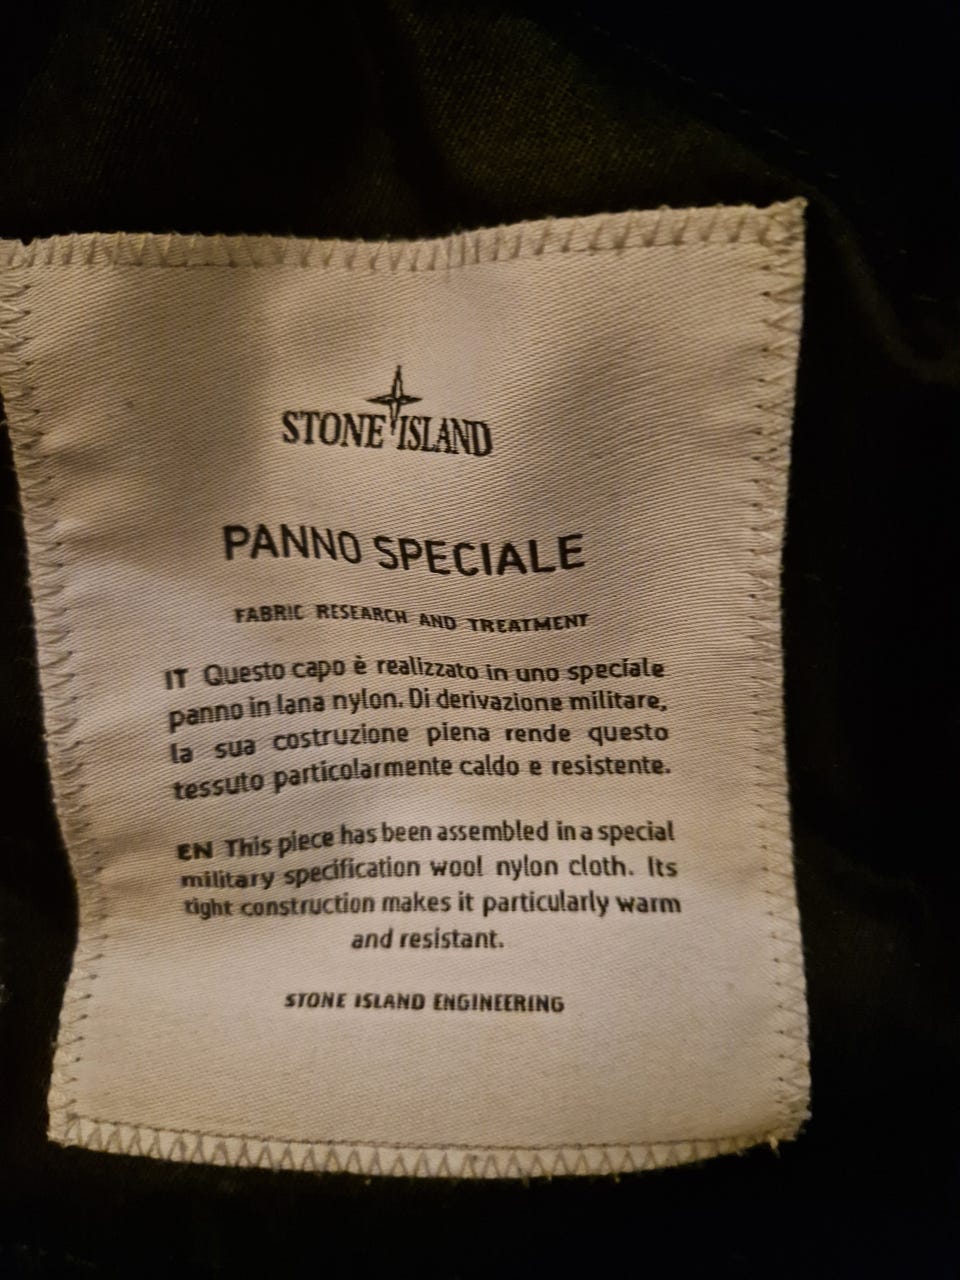 STONE ISLAND
PANNO SPECIALE
FABRIC RESEARCH AND TREATMENT
IT Questo capo è realizzato in uno speciale
panno in lana nylon. Di derivazione militare,
la sua costruzione piena rende questo
tessuto particolarmente caldo e resistente.
EN This piece has been assembled in a special
military specification wool nylon cloth. Its
tight construction makes it particularly warm
and resistant.
STONE ISLAND ENGINEERING